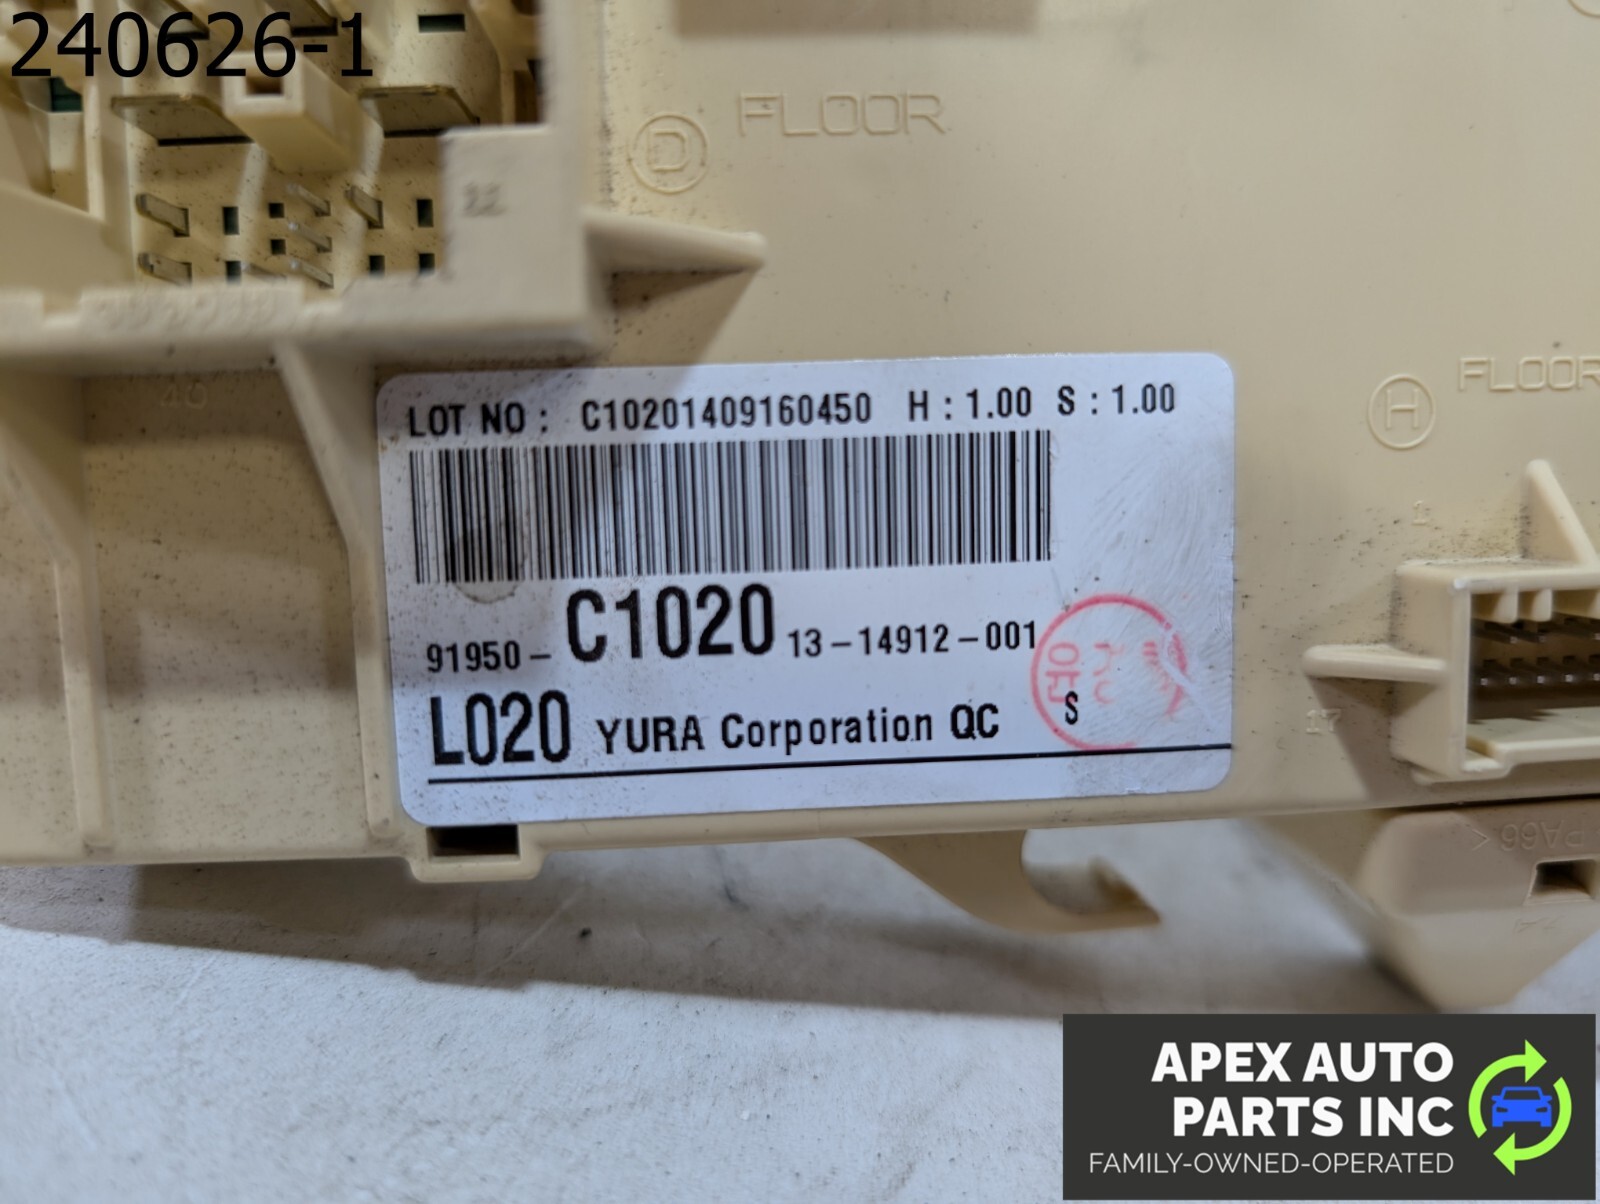 240626-1
D FLOOR
22
40
LOT NO : C10201409160450 H : 1.00 S : 1.00
H FLOOR
1
91950- C1020 13-14912-001
L020 YURA Corporation QC S
17
PA66<
APEX AUTO
PARTS INC
FAMILY-OWNED-OPERATED